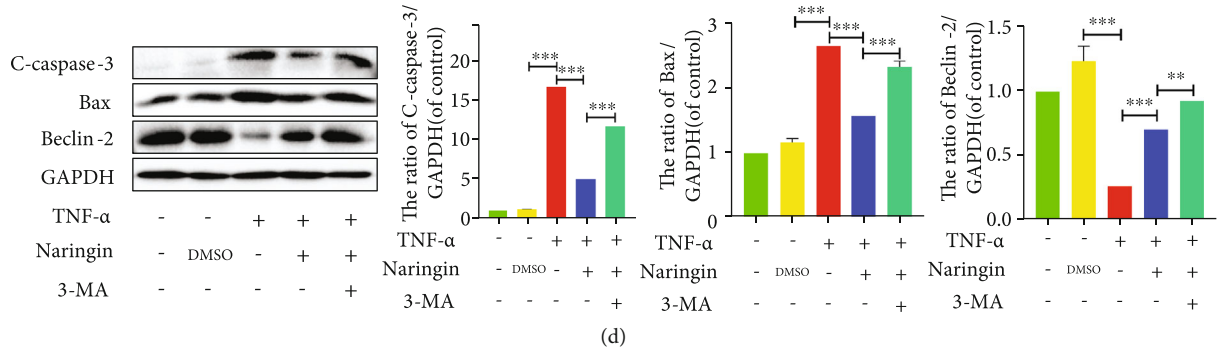 C-caspase-3
Bax
Beclin-2
GAPDH
TNF-α - - + + +
Naringin - DMSO - + +
3-MA - - - - +
The ratio of C-caspase-3/
GAPDH(of control)
20
15
10
5
0
*** *** ***
TNF-α - - + + +
Naringin - DMSO - + +
3-MA - - - - +
The ratio of Bax/
GAPDH(of control)
3
2
1
0
*** *** ***
TNF-α - - + + +
Naringin - DMSO - + +
3-MA - - - - +
The ratio of Beclin-2/
GAPDH(of control)
1.5
1.0
0.5
0.0
*** *** **
TNF-α - - + + +
Naringin - DMSO - + +
3-MA - - - - +
(d)